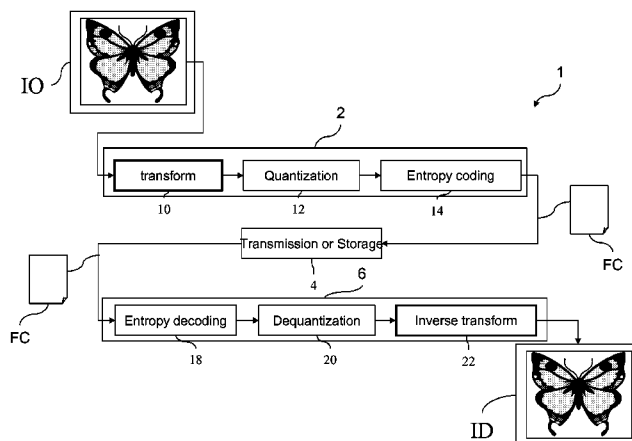 IO
1
2
transform
Quantization
Entropy coding
10
12
14
Transmission or Storage
4
FC
FC
6
Entropy decoding
Dequantization
Inverse transform
18
20
22
ID